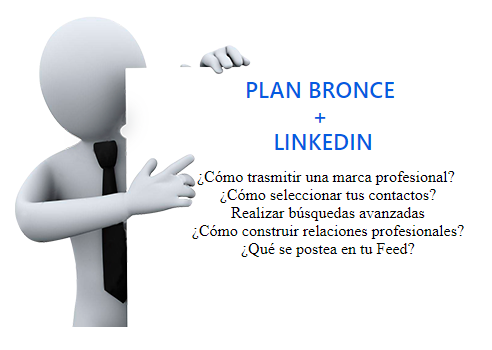 PLAN BRONCE
+
LINKEDIN
¿Cómo trasmitir una marca profesional?
¿Cómo seleccionar tus contactos?
Realizar búsquedas avanzadas
¿Cómo construir relaciones profesionales?
¿Qué se postea en tu Feed?